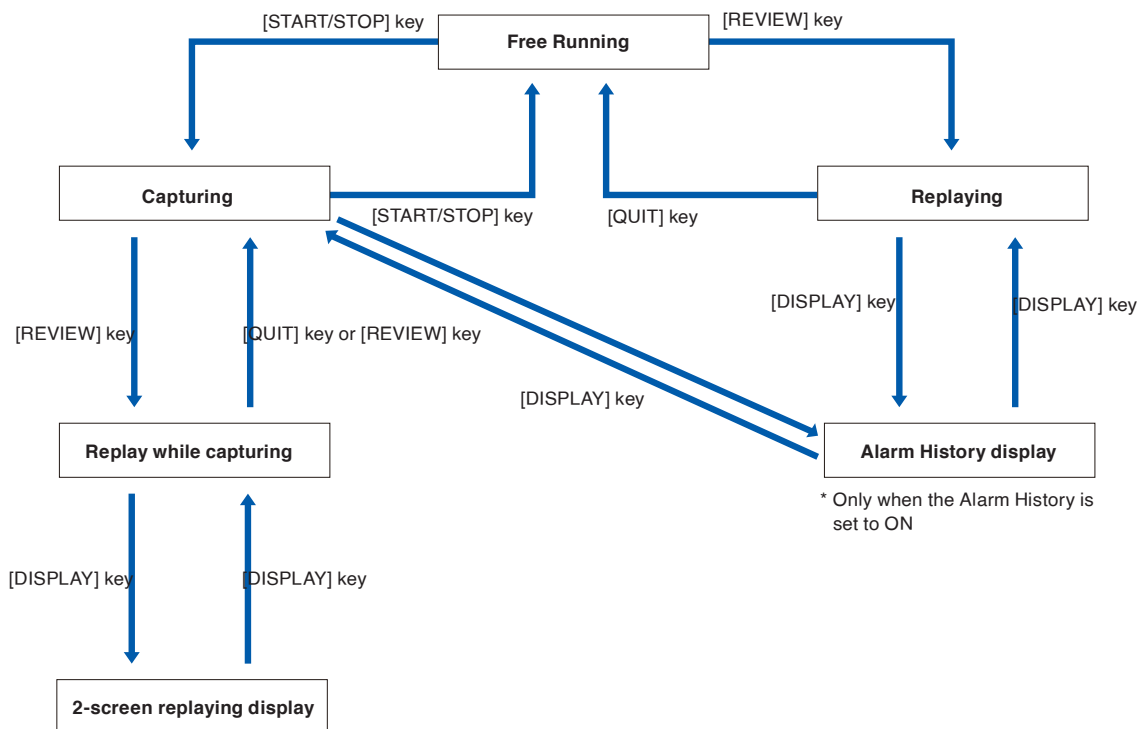 [START/STOP] key
[REVIEW] key
Free Running
Capturing
Replaying
[START/STOP] key
[QUIT] key
[DISPLAY] key
[DISPLAY] key
[REVIEW] key
[QUIT] key or [REVIEW] key
[DISPLAY] key
Replay while capturing
Alarm History display
* Only when the Alarm History is
set to ON
[DISPLAY] key
[DISPLAY] key
2-screen replaying display